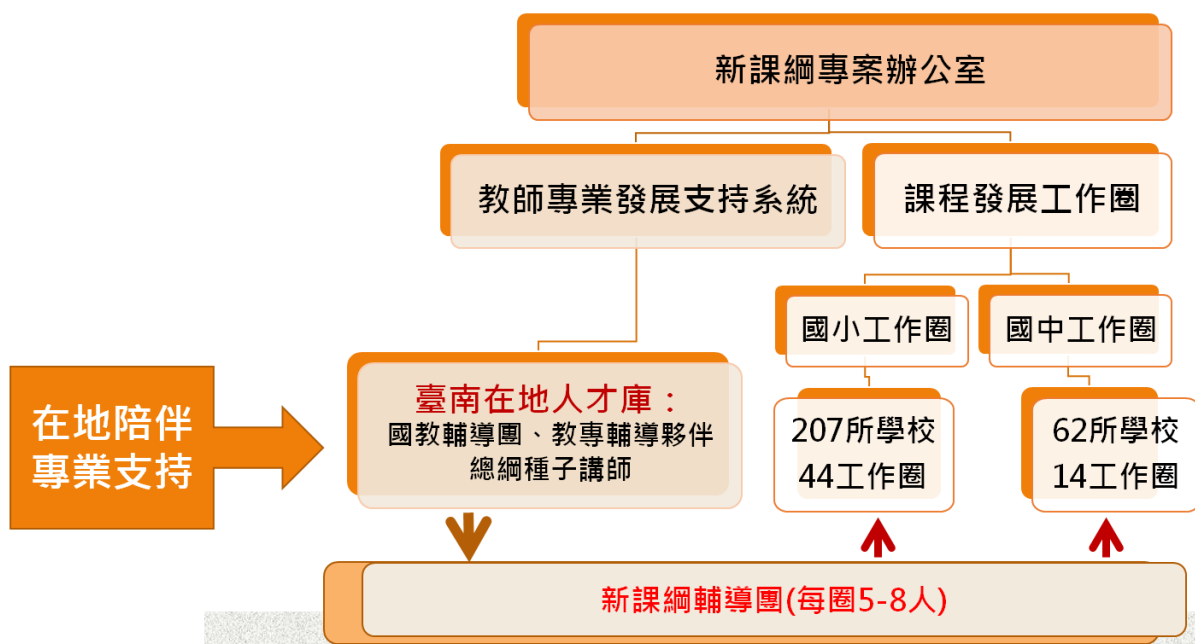 新課綱專案辦公室
教師專業發展支持系統
課程發展工作圈
國小工作圈
國中工作圈
在地陪伴
專業支持
臺南在地人才庫：
國教輔導團、教專輔導夥伴
總綱種子講師
207所學校
44工作圈
62所學校
14工作圈
新課綱輔導團(每圈5-8人)